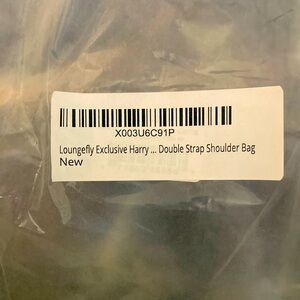 X003U6C91P
Loungefly Exclusive Harry ... Double Strap Shoulder Bag
New